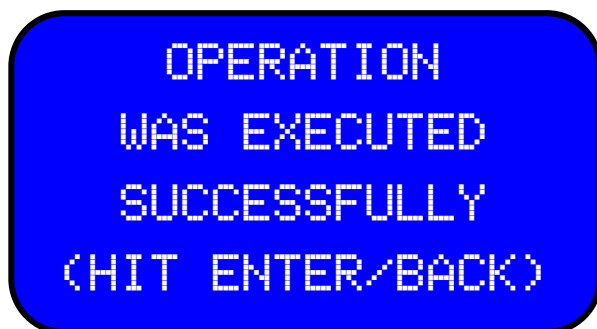 OPERATION
WAS EXECUTED
SUCCESSFULLY
(HIT ENTER/BACK)